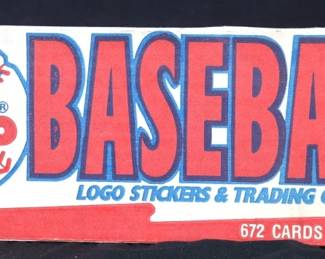 ®
BASEBA
LOGO STICKERS & TRADING
672 CARDS